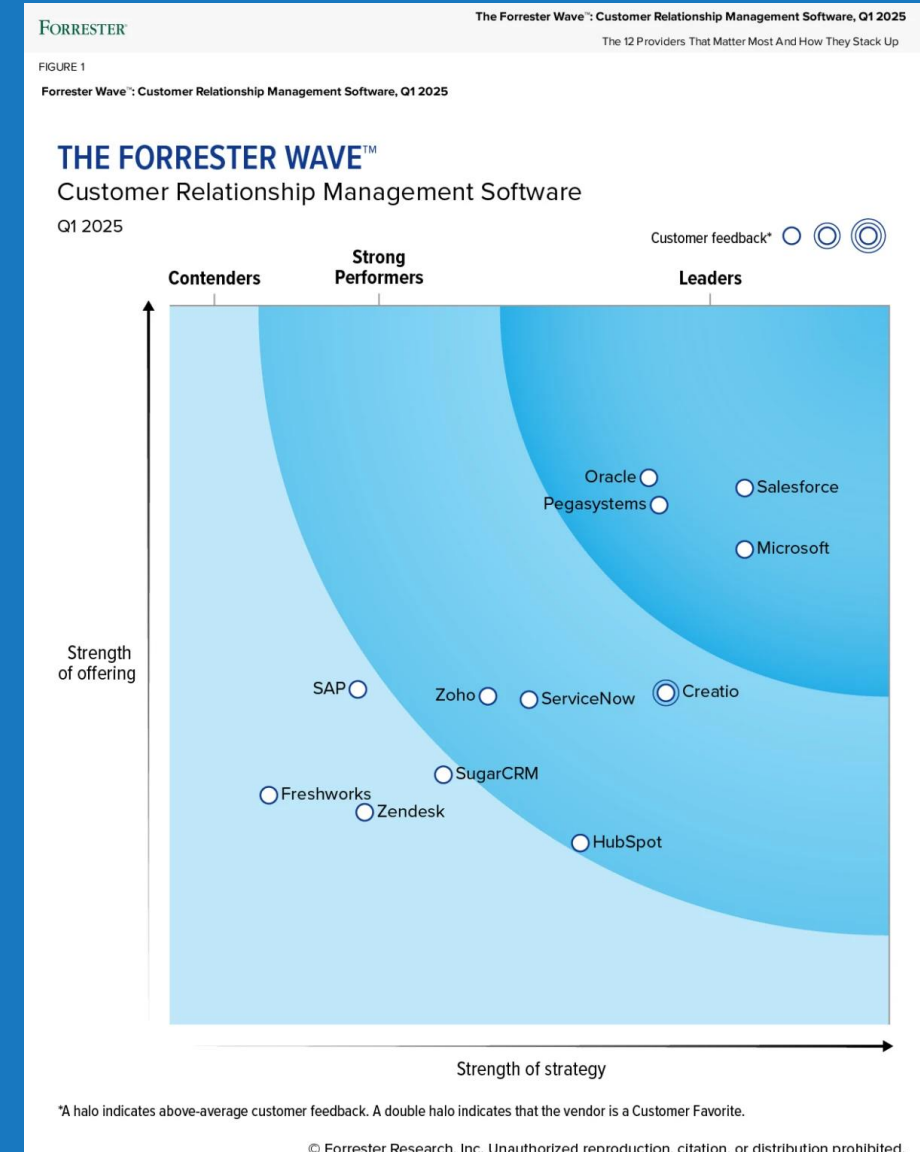 FORRESTER®
The Forrester Wave™: Customer Relationship Management Software, Q1 2025
The 12 Providers That Matter Most And How They Stack Up
FIGURE 1
Forrester Wave™: Customer Relationship Management Software, Q1 2025
THE FORRESTER WAVE™
Customer Relationship Management Software
Q1 2025
Customer feedback*
Contenders
Strong
Performers
Leaders
Oracle
Salesforce
Pegasystems
Microsoft
Strength
of offering
SAP
Zoho
ServiceNow
Creatio
SugarCRM
Freshworks
Zendesk
HubSpot
Strength of strategy
*A halo indicates above-average customer feedback. A double halo indicates that the vendor is a Customer Favorite.
© Forrester Research, Inc. Unauthorized reproduction, citation, or distribution prohibited.